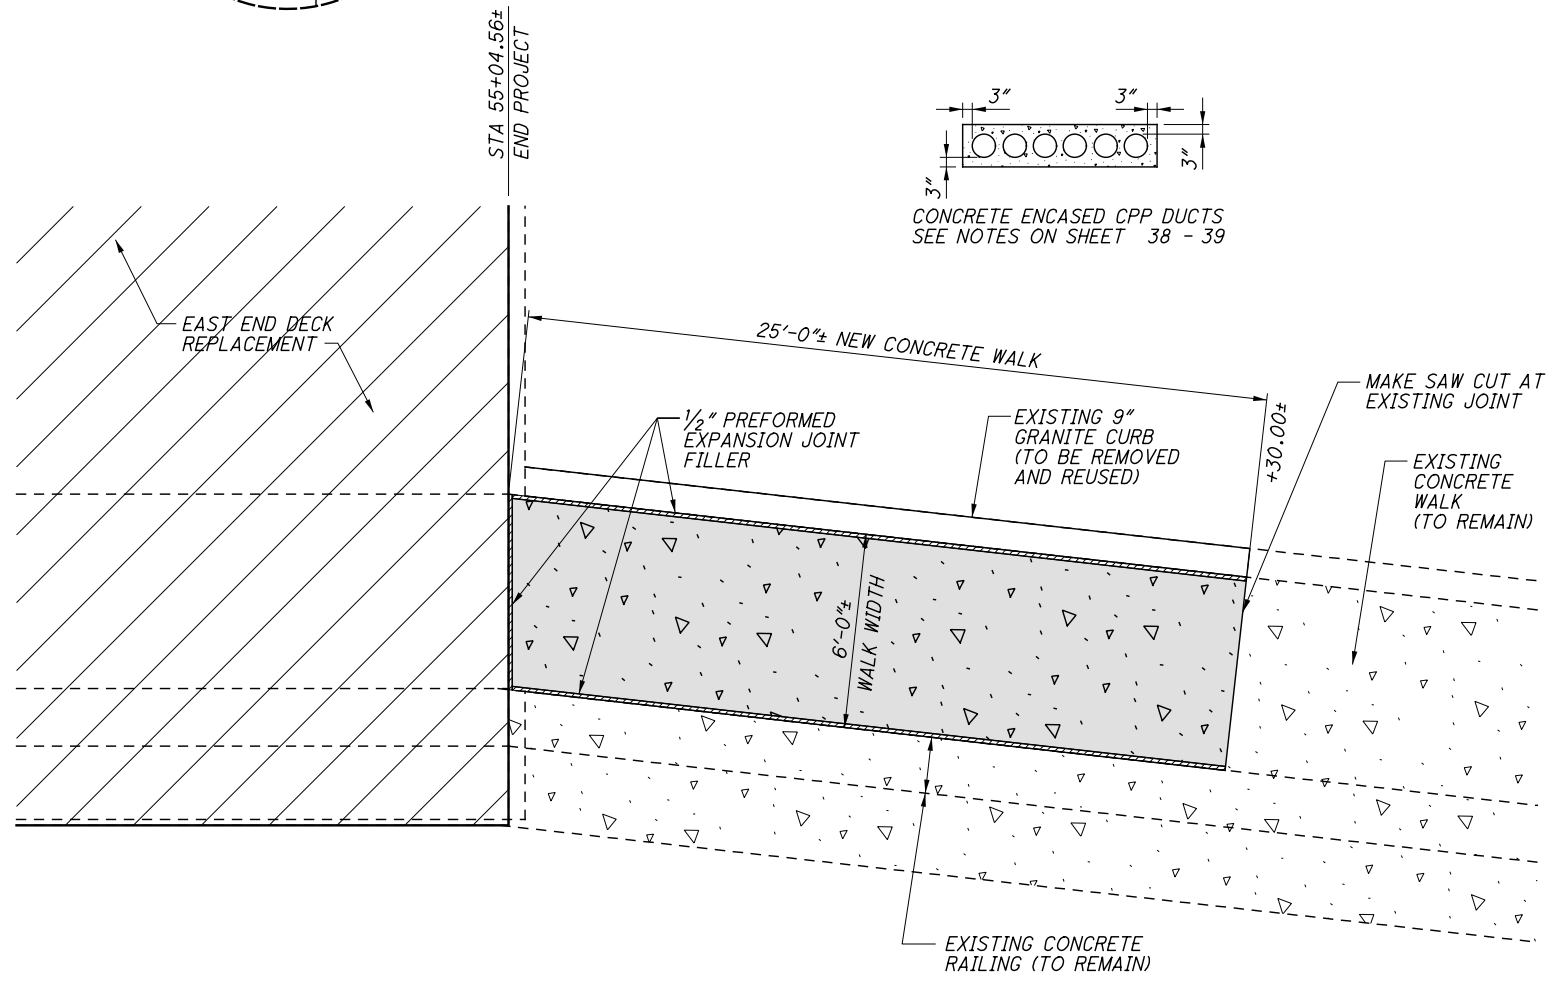 STA 55+04.56±
END PROJECT
3"
3"
3"
3"
CONCRETE ENCASED CPP DUCTS
SEE NOTES ON SHEET 38 - 39
EAST END DECK
REPLACEMENT
25'-0"± NEW CONCRETE WALK
MAKE SAW CUT AT
EXISTING JOINT
1/2" PREFORMED
EXPANSION JOINT
FILLER
EXISTING 9"
GRANITE CURB
(TO BE REMOVED
AND REUSED)
+30.00±
EXISTING
CONCRETE
WALK
(TO REMAIN)
6'-0"±
WALK WIDTH
EXISTING CONCRETE
RAILING (TO REMAIN)